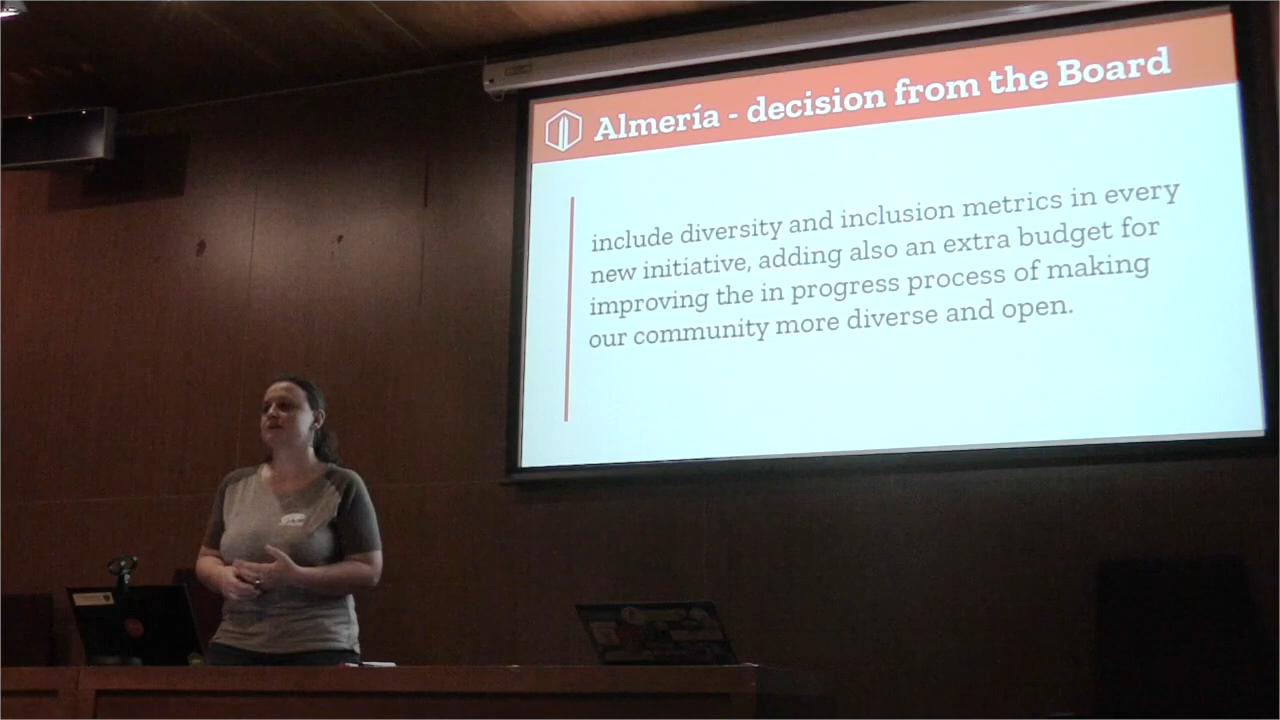 Almería - decision from the Board
include diversity and inclusion metrics in every
new initiative, adding also an extra budget for
improving the in progress process of making
our community more diverse and open.